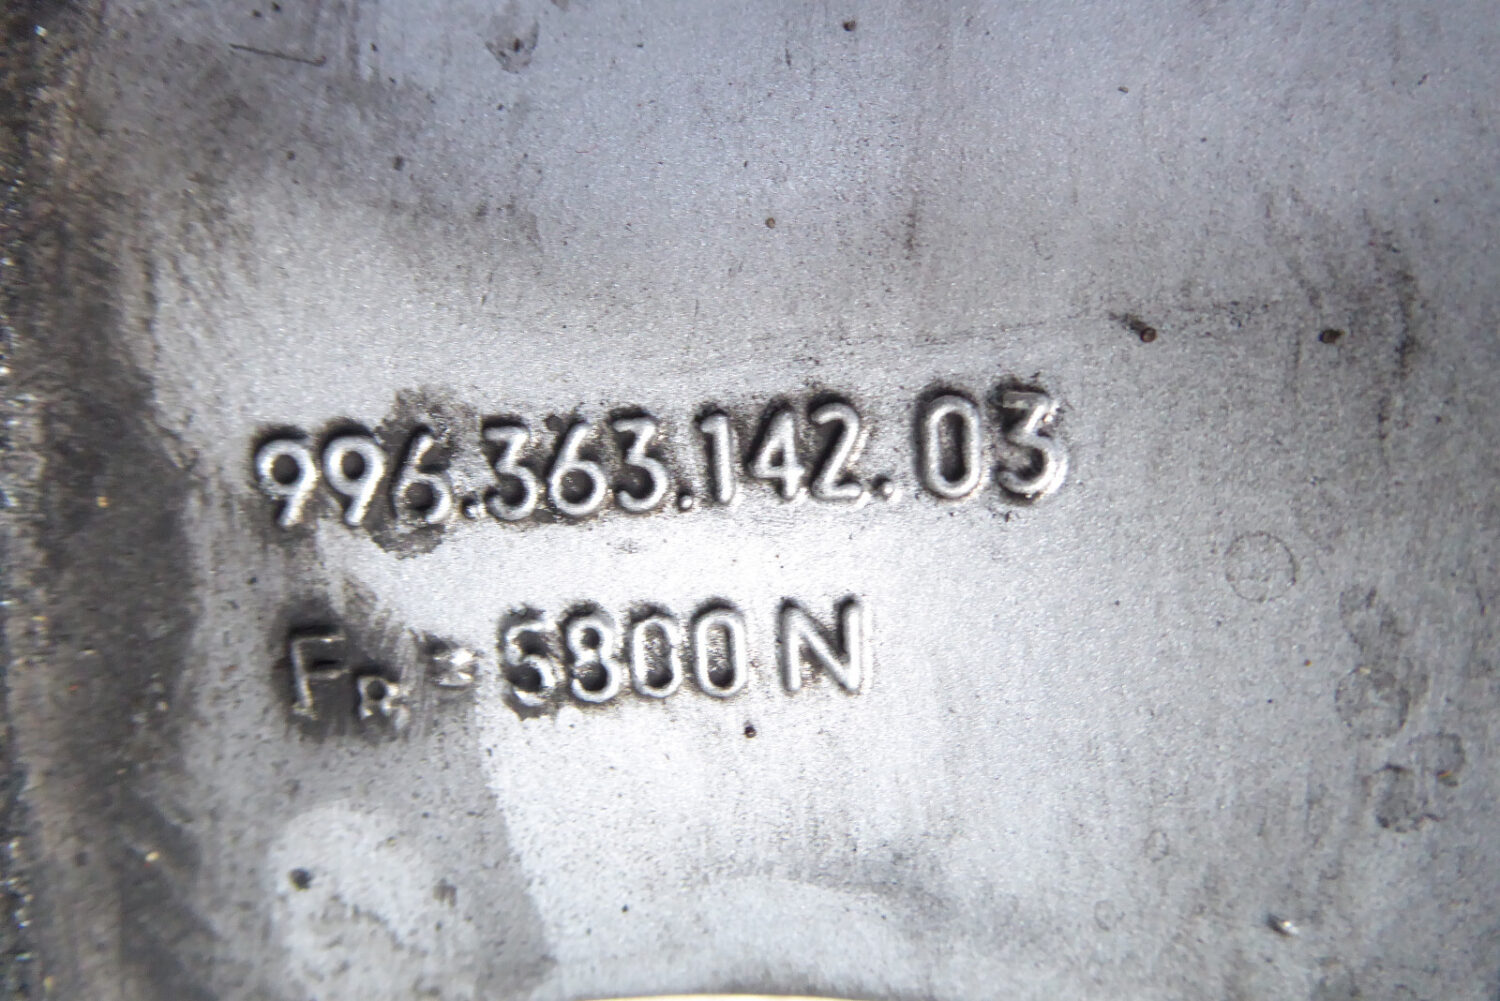 996.363.142.03
FR = 5800 N